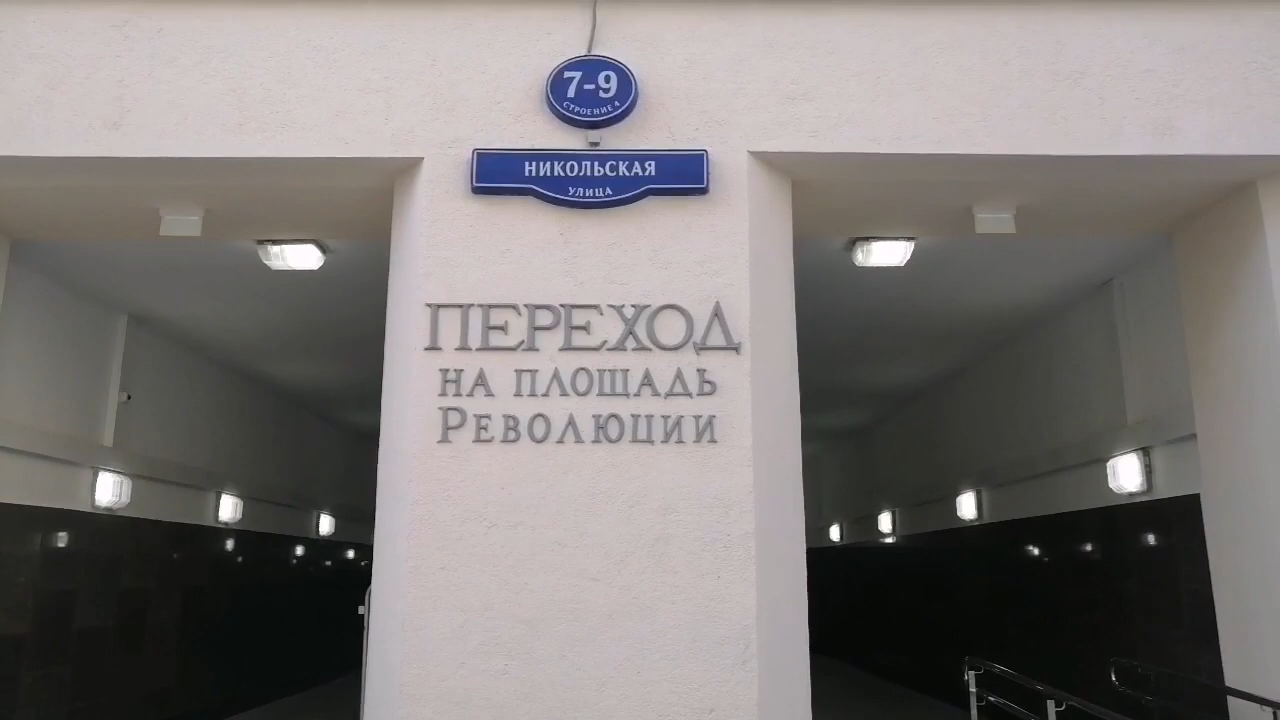 7-9
СТРОЕНИЕ 4
НИКОЛЬСКАЯ
УЛИЦА
ПЕРЕХОД
НА ПЛОЩАДЬ
РЕВОЛЮЦИИ